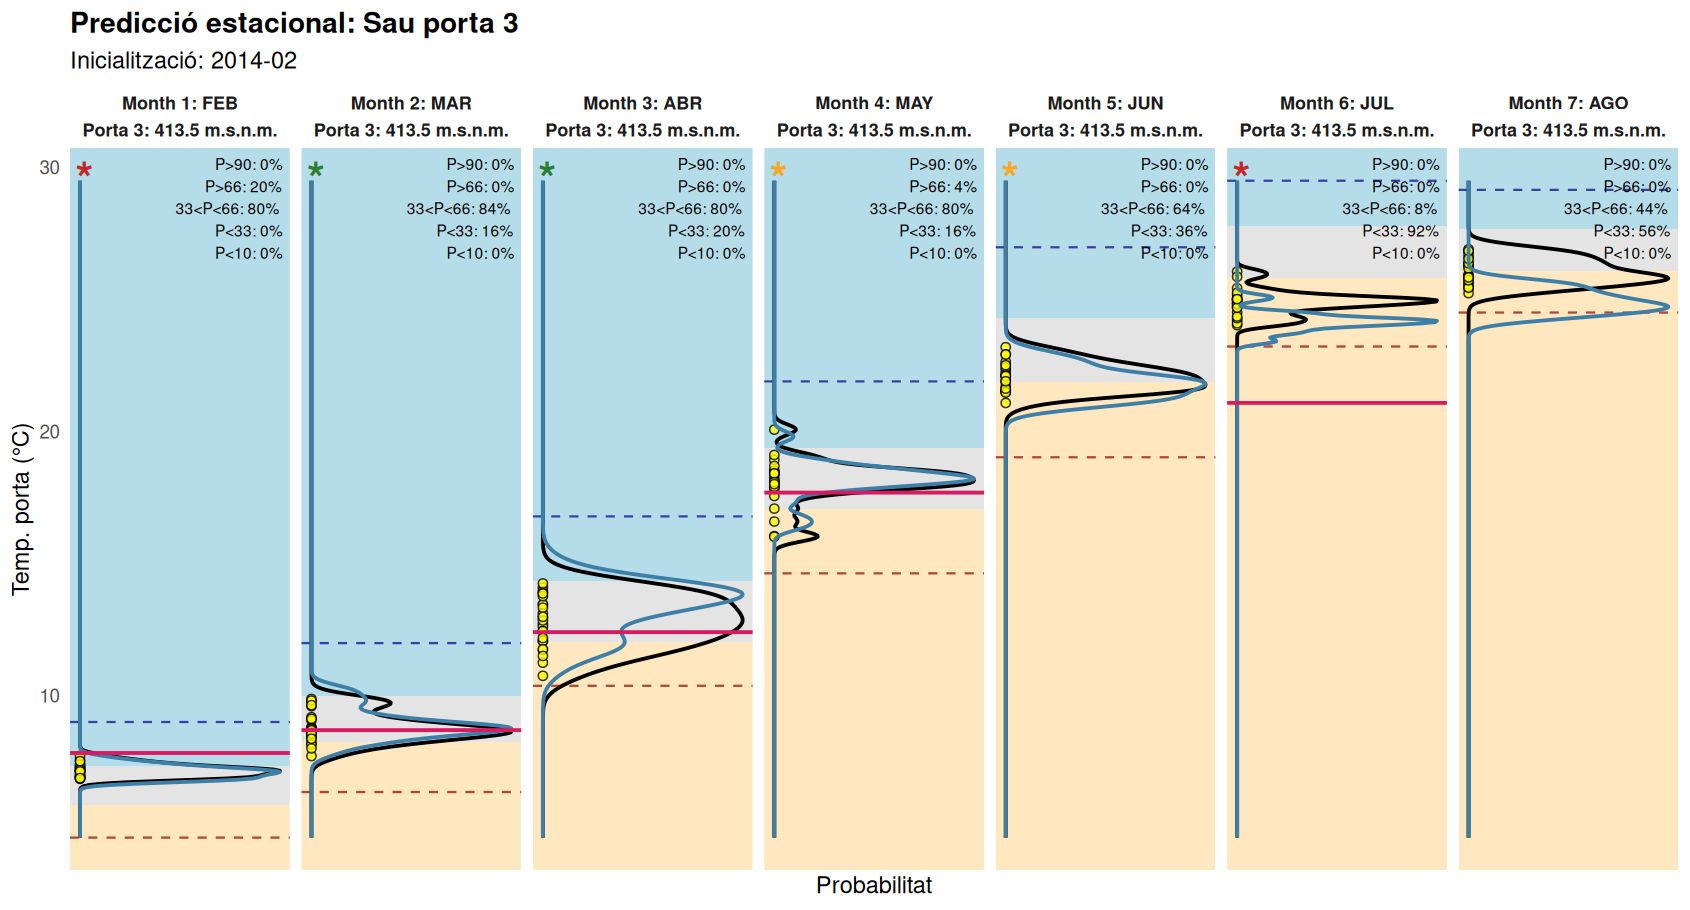 Predicció estacional: Sau porta 3
Inicialització: 2014-02
Month 1: FEB
Porta 3: 413.5 m.s.n.m.
Month 2: MAR
Porta 3: 413.5 m.s.n.m.
Month 3: ABR
Porta 3: 413.5 m.s.n.m.
Month 4: MAY
Porta 3: 413.5 m.s.n.m.
Month 5: JUN
Porta 3: 413.5 m.s.n.m.
Month 6: JUL
Porta 3: 413.5 m.s.n.m.
Month 7: AGO
Porta 3: 413.5 m.s.n.m.
Temp. porta (°C)
30
20
10
*
P>90: 0%
P>66: 20%
33<P<66: 80%
P<33: 0%
P<10: 0%
*
P>90: 0%
P>66: 0%
33<P<66: 84%
P<33: 16%
P<10: 0%
*
P>90: 0%
P>66: 0%
33<P<66: 80%
P<33: 20%
P<10: 0%
*
P>90: 0%
P>66: 4%
33<P<66: 80%
P<33: 16%
P<10: 0%
*
P>90: 0%
P>66: 0%
33<P<66: 64%
P<33: 36%
P<10: 0%
*
P>90: 0%
P>66: 0%
33<P<66: 8%
P<33: 92%
P<10: 0%
P>90: 0%
P>66: 0%
33<P<66: 44%
P<33: 56%
P<10: 0%
Probabilitat